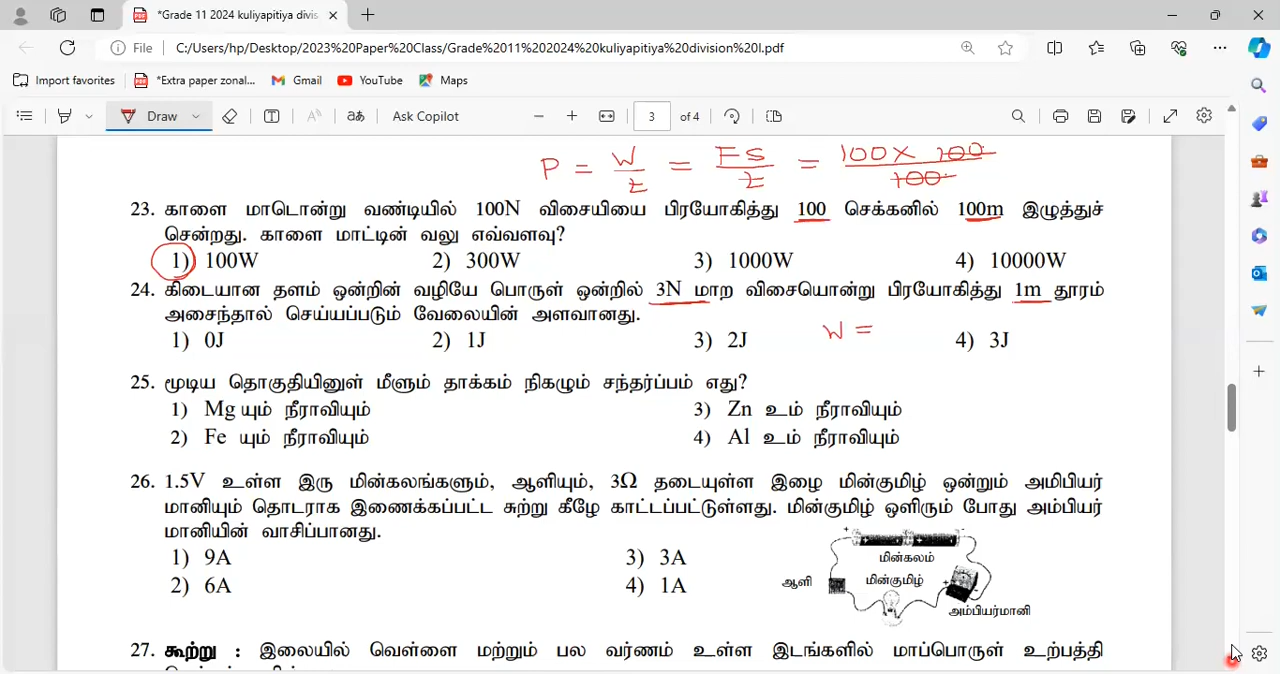 *Grade 11 2024 kuliyapitiya divis
File C:/Users/hp/Desktop/2023%20Paper%20Class/Grade%2011%202024%20kuliyapitiya%20division%20I.pdf
Import favorites *Extra paper zonal... Gmail YouTube Maps
Draw Ask Copilot 3 of 4
P = W/t = FS/t = 100 x 100/100
23. காளை மாடொன்று வண்டியில் 100N விசையியை பிரயோகித்து 100 செக்கனில் 100m இழுத்துச்
சென்றது. காளை மாட்டின் வலு எவ்வளவு?
1) 100W 2) 300W 3) 1000W 4) 10000W
24. கிடையான தளம் ஒன்றின் வழியே பொருள் ஒன்றில் 3N மாற விசையொன்று பிரயோகித்து 1m தூரம்
அசைந்தால் செய்யப்படும் வேலையின் அளவானது.
W =
1) 0J 2) 1J 3) 2J 4) 3J
25. மூடிய தொகுதியினுள் மீளும் தாக்கம் நிகழும் சந்தர்ப்பம் எது?
1) Mg யும் நீராவியும் 3) Zn உம் நீராவியும்
2) Fe யும் நீராவியும் 4) Al உம் நீராவியும்
26. 1.5V உள்ள இரு மின்கலங்களும், ஆளியும், 3Ω தடையுள்ள இழை மின்குமிழ் ஒன்றும் அமிபியர்
மானியும் தொடராக இணைக்கப்பட்ட சுற்று கீழே காட்டப்பட்டுள்ளது. மின்குமிழ் ஒளிரும் போது அம்பியர்
மானியின் வாசிப்பானது.
1) 9A 3) 3A
2) 6A 4) 1A
மின்கலம்
ஆளி மின்குமிழ்
அம்பியர்மானி
27. கூற்று : இலையில் வெள்ளை மற்றும் பல வர்ணம் உள்ள இடங்களில் மாப்பொருள் உற்பத்தி